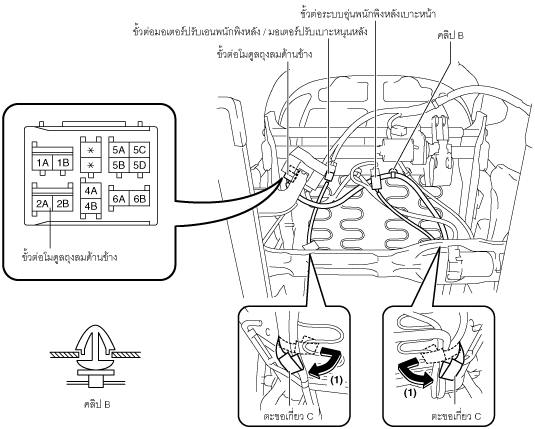 ขั้วต่อระบบอุ่นพนักพิงหลังเบาะหน้า
ขั้วต่อมอเตอร์ปรับเอนพนักพิงหลัง / มอเตอร์ปรับเบาะหนุนหลัง
คลิป B
ขั้วต่อโมดูลถุงลมด้านข้าง
1A 1B * * 5A 5C
5B 5D
2A 2B 4A 4B 6A 6B
ขั้วต่อโมดูลถุงลมด้านข้าง
คลิป B
(1)
ตะขอเกี่ยว C
(1)
ตะขอเกี่ยว C